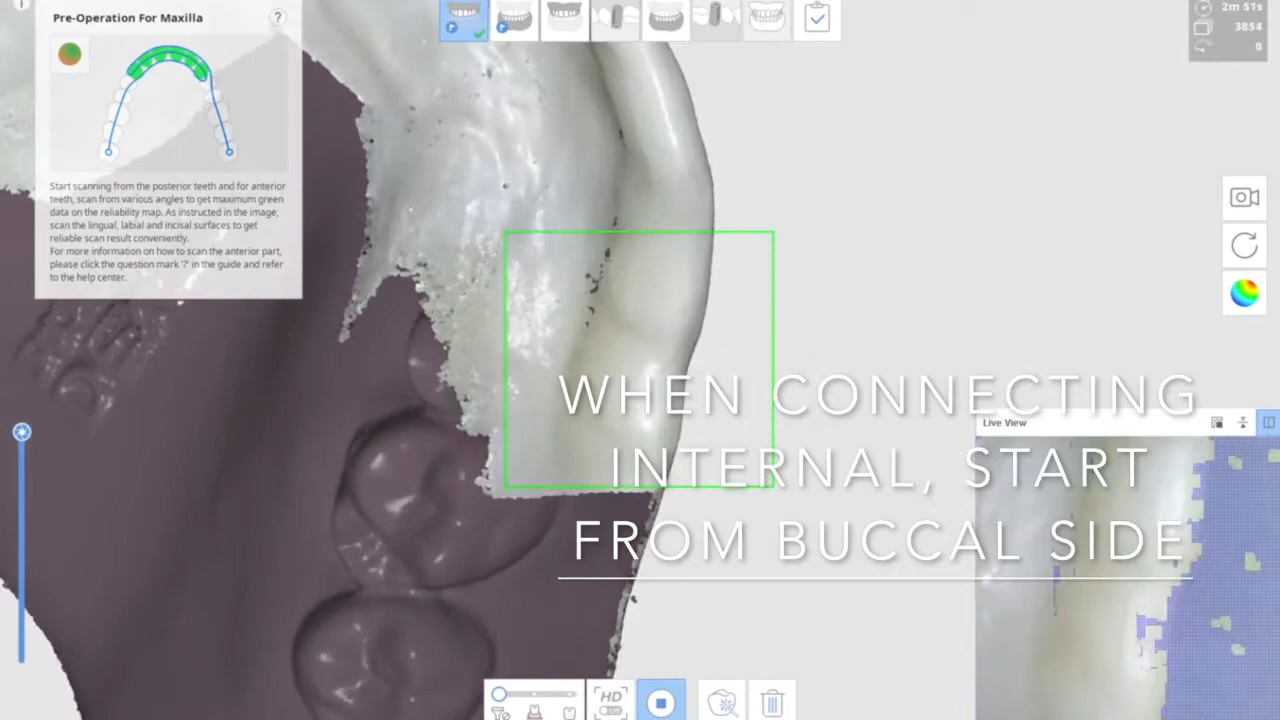 Pre-Operation For Maxilla
?
Start scanning from the posterior teeth and for anterior
teeth, scan from various angles to get maximum green
data on the reliability map. As instructed in the image,
scan the lingual, labial and incisal surfaces to get
reliable scan result conveniently.
For more information on how to scan the anterior part,
please click the question mark '?' in the guide and refer
to the help center.
2m 51s
3854
0
WHEN CONNECTING
INTERNAL, START
FROM BUCCAL SIDE
Live View
HD
Off